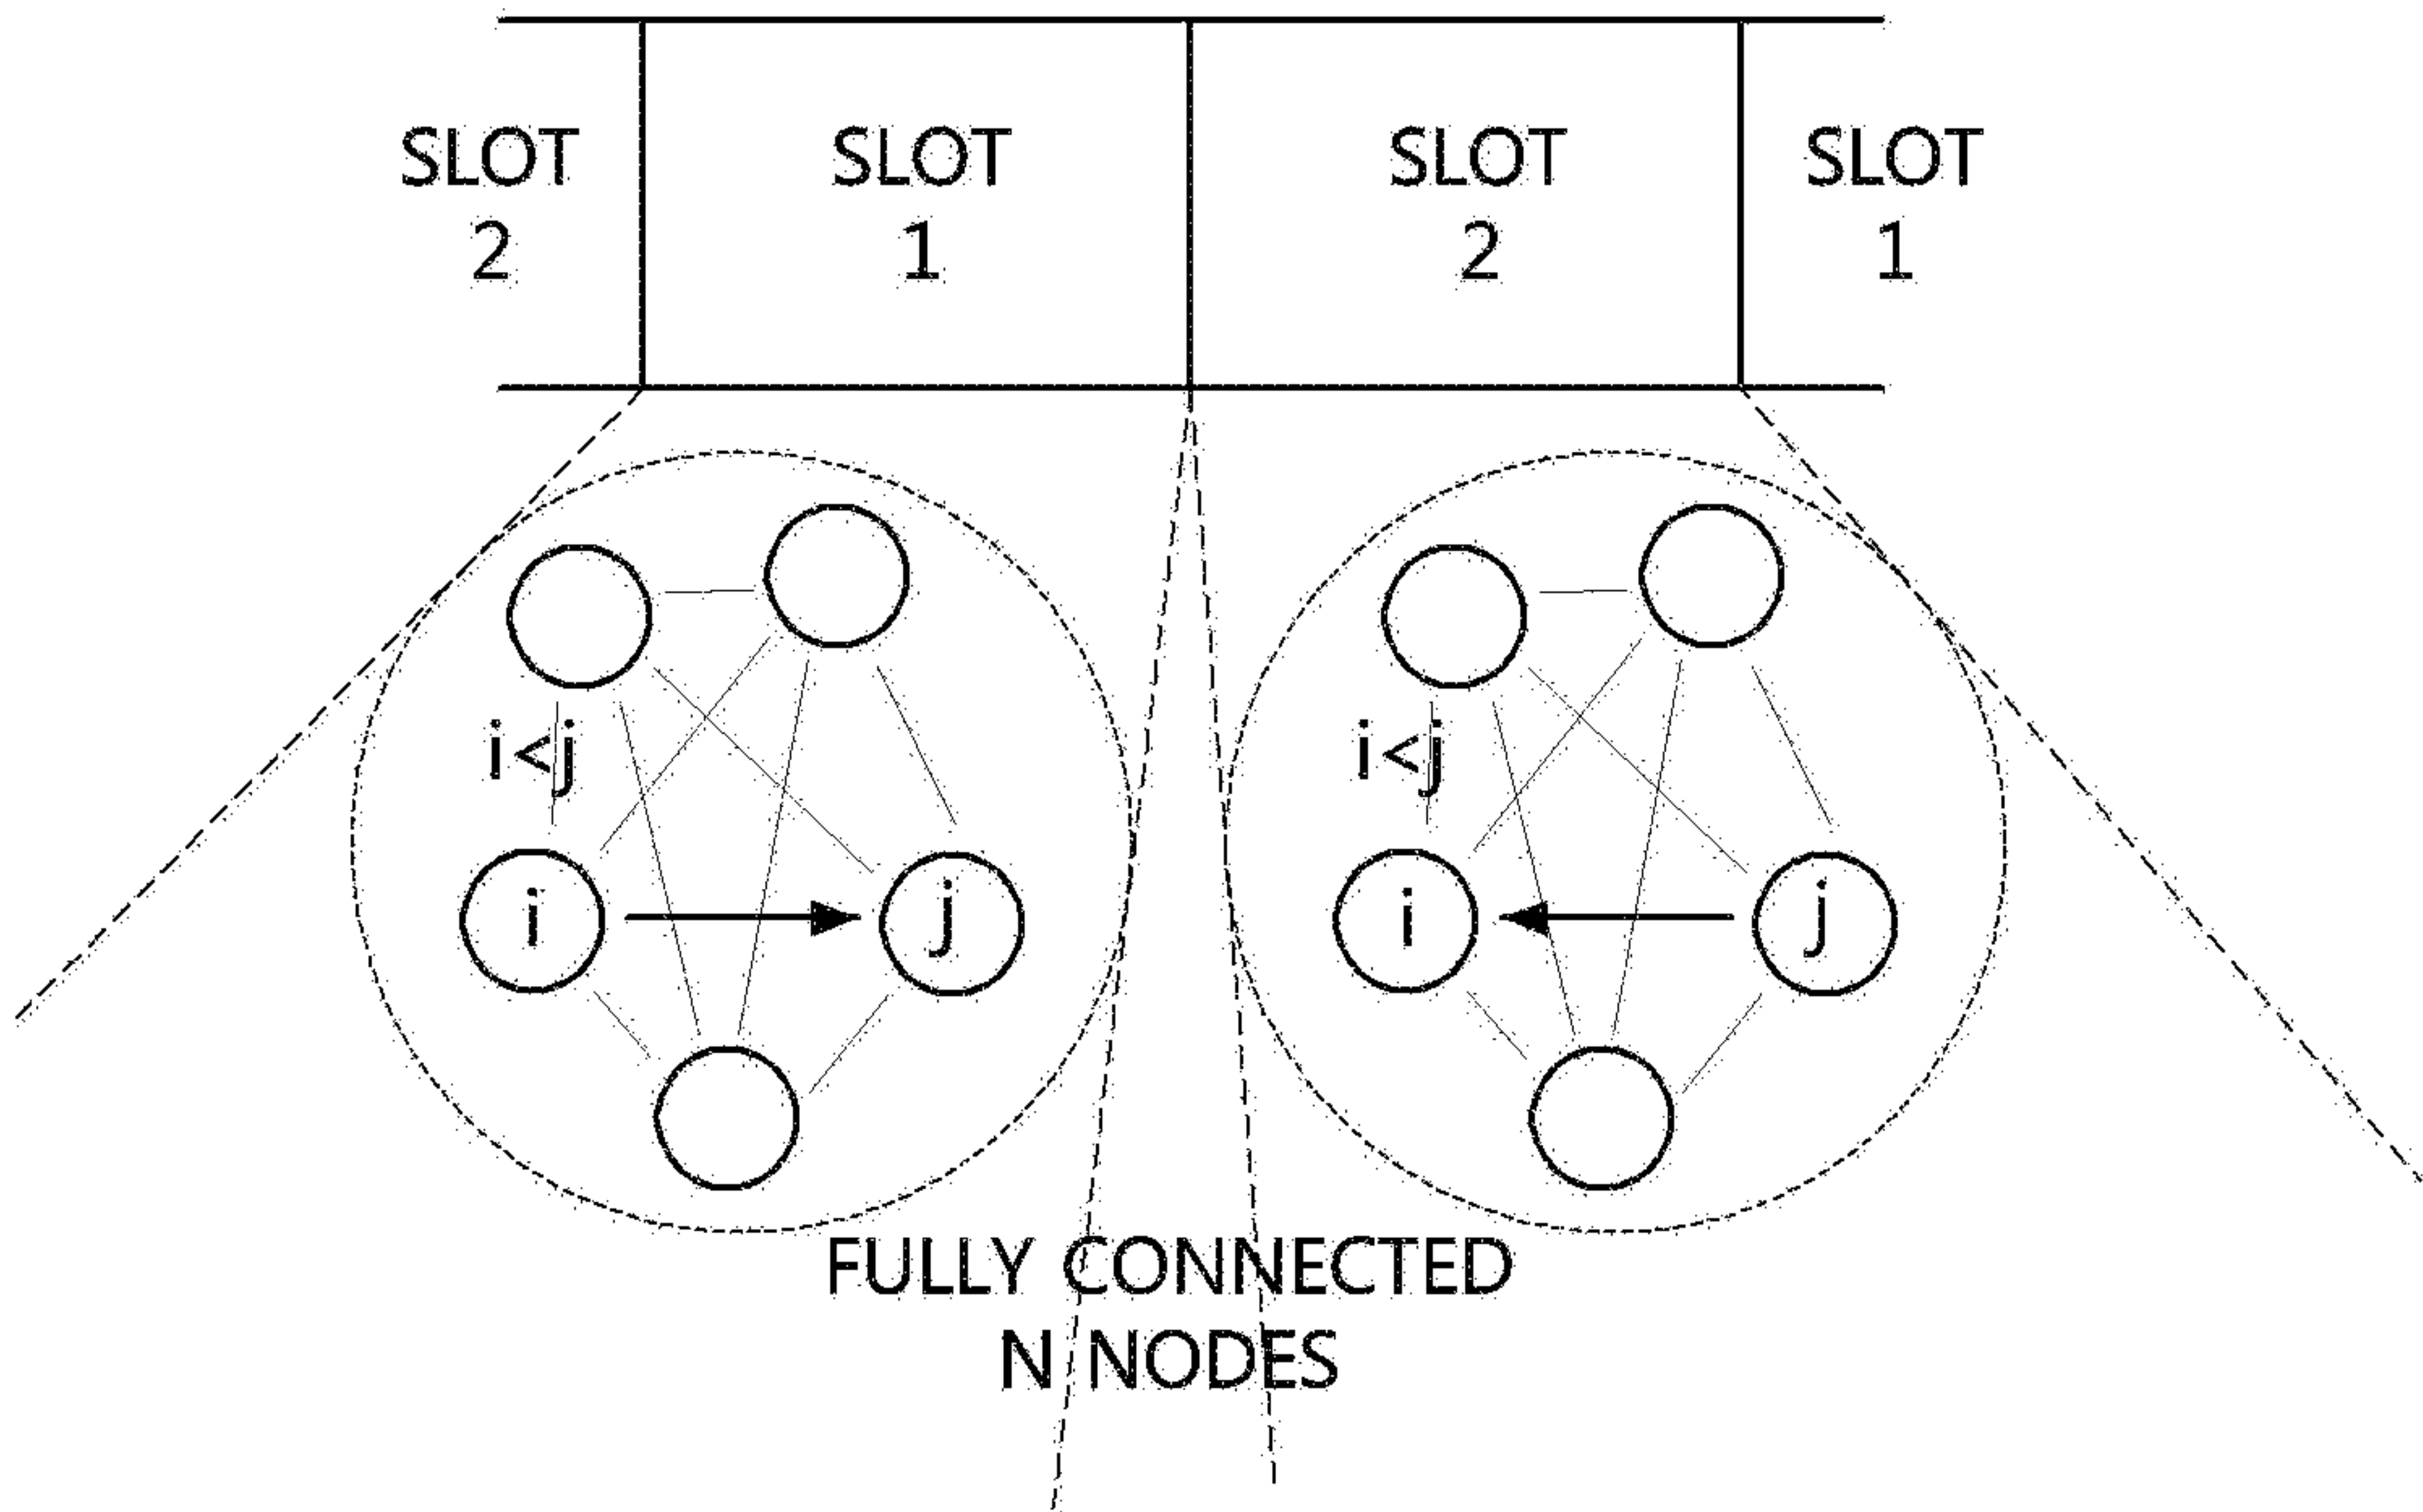 SLOT
2
SLOT
1
SLOT
2
SLOT
1
i<j
i
j
i<j
i
j
FULLY CONNECTED
N NODES